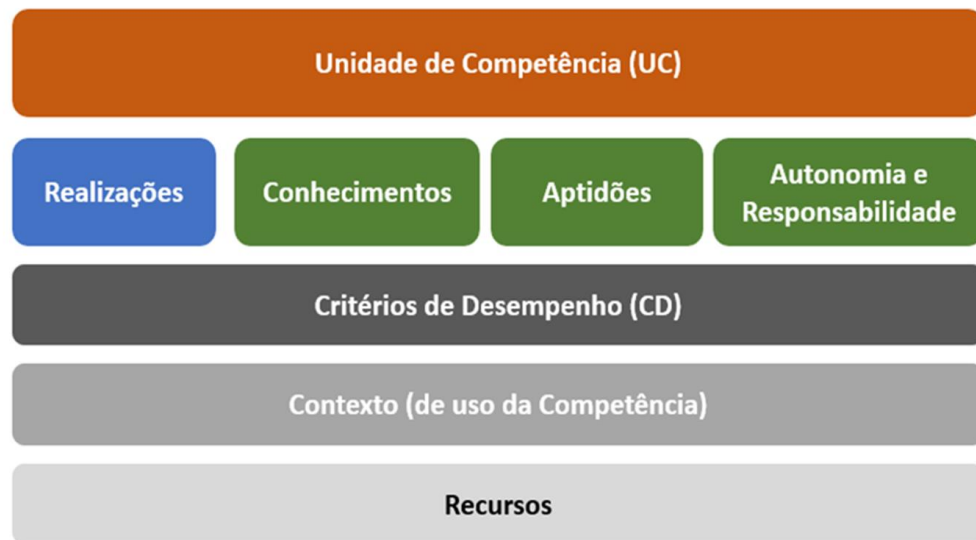 Unidade de Competência (UC)
Realizações
Conhecimentos
Aptidões
Autonomia e
Responsabilidade
Critérios de Desempenho (CD)
Contexto (de uso da Competência)
Recursos